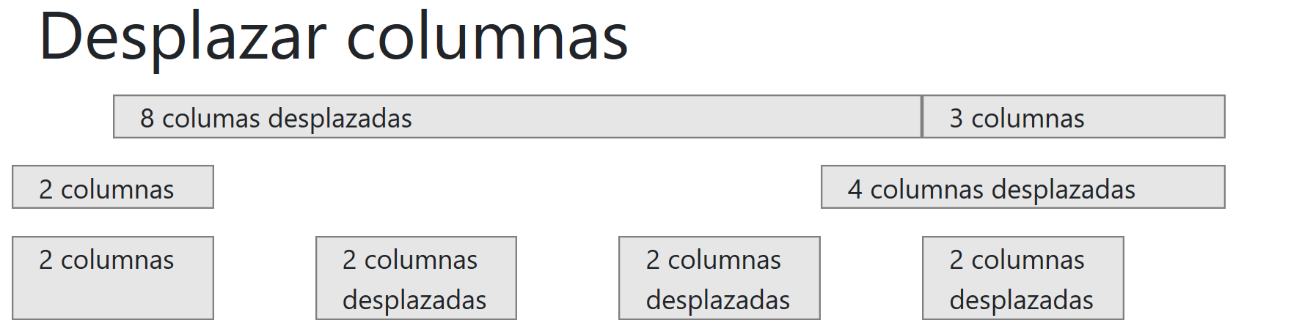 Desplazar columnas
8 columas desplazadas 3 columnas
2 columnas 4 columnas desplazadas
2 columnas 2 columnas 2 columnas 2 columnas
desplazadas desplazadas desplazadas